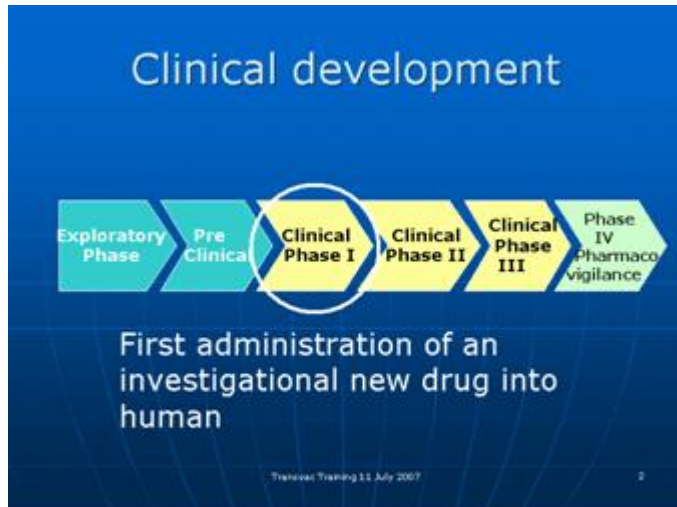 Clinical development
Exploratory
Phase
Pre
Clinical
Clinical
Phase I
Clinical
Phase II
Clinical
Phase
III
Phase
IV
Pharmaco
vigilance
First administration of an
investigational new drug into
human
Transvac Training 11 July 2007
2